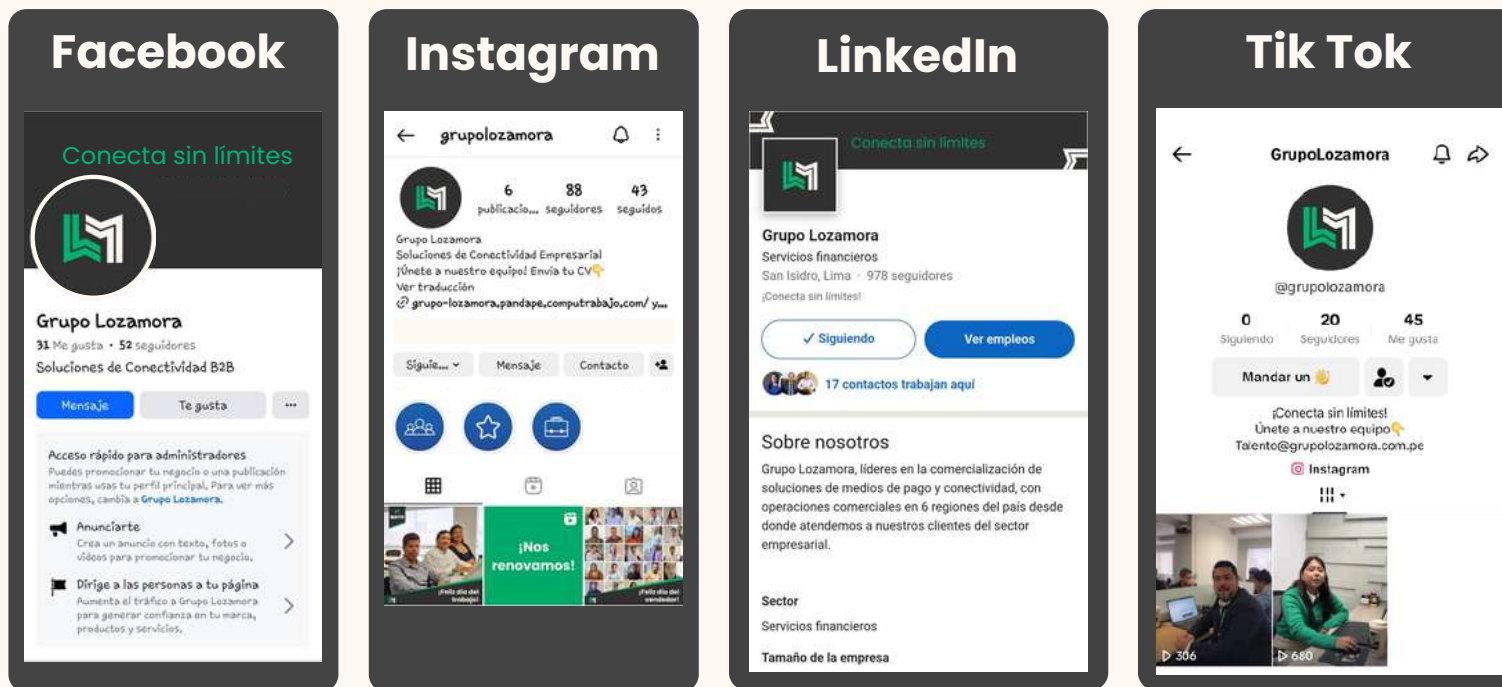 Facebook
Conecta sin límites
Grupo Lozamora
31 Me gusta • 52 seguidores
Soluciones de Conectividad B2B
Mensaje
Te gusta
Acceso rápido para administradores
Puedes promocionar tu negocio o una publicación
mientras usas tu perfil principal. Para ver más
opciones, cambia a Grupo Lozamora.
Anunciarte
Crea un anuncio con texto, fotos o
videos para promocionar tu negocio.
Dirige a las personas a tu página
Aumenta el tráfico a Grupo Lozamora
para generar confianza en tu marca,
productos y servicios.
Instagram
grupolozamora
6 88 43
publicacio... seguidores seguidos
Grupo Lozamora
Soluciones de Conectividad Empresarial
¡Únete a nuestro equipo! Envía tu CV👇
Ver traducción
grupo-lozamora.pandape.computrabajo.com/ y...
Siguie...
Mensaje
Contacto
¡Feliz día del
trabajo!
¡Nos
renovamos!
¡Feliz día del
vendedor!
LinkedIn
Conecta sin límites
Grupo Lozamora
Servicios financieros
San Isidro, Lima · 978 seguidores
¡Conecta sin límites!
✓ Siguiendo
Ver empleos
17 contactos trabajan aquí
Sobre nosotros
Grupo Lozamora, líderes en la comercialización de
soluciones de medios de pago y conectividad, con
operaciones comerciales en 6 regiones del país desde
donde atendemos a nuestros clientes del sector
empresarial.
Sector
Servicios financieros
Tamaño de la empresa
Tik Tok
GrupoLozamora
@grupolozamora
0 20 45
Siguiendo Seguidores Me gusta
Mandar un 👋
¡Conecta sin límites!
Únete a nuestro equipo👇
Talento@grupolozamora.com.pe
Instagram
306
680